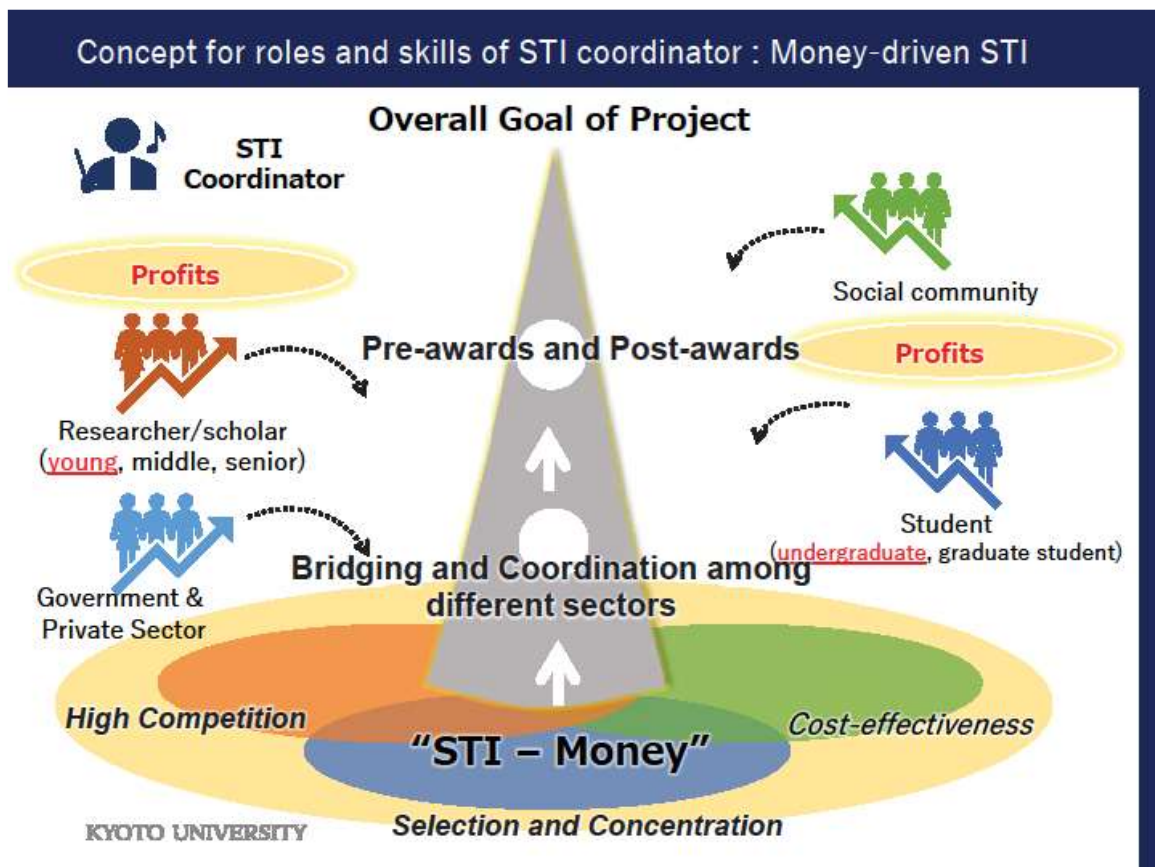 Concept for roles and skills of STI coordinator : Money-driven STI
Overall Goal of Project
STI
Coordinator
Profits
Social community
Pre-awards and Post-awards
Profits
Researcher/scholar
(young, middle, senior)
Student
(undergraduate, graduate student)
Government &
Private Sector
Bridging and Coordination among
different sectors
High Competition
Cost-effectiveness
“STI – Money”
Selection and Concentration
KYOTO UNIVERSITY